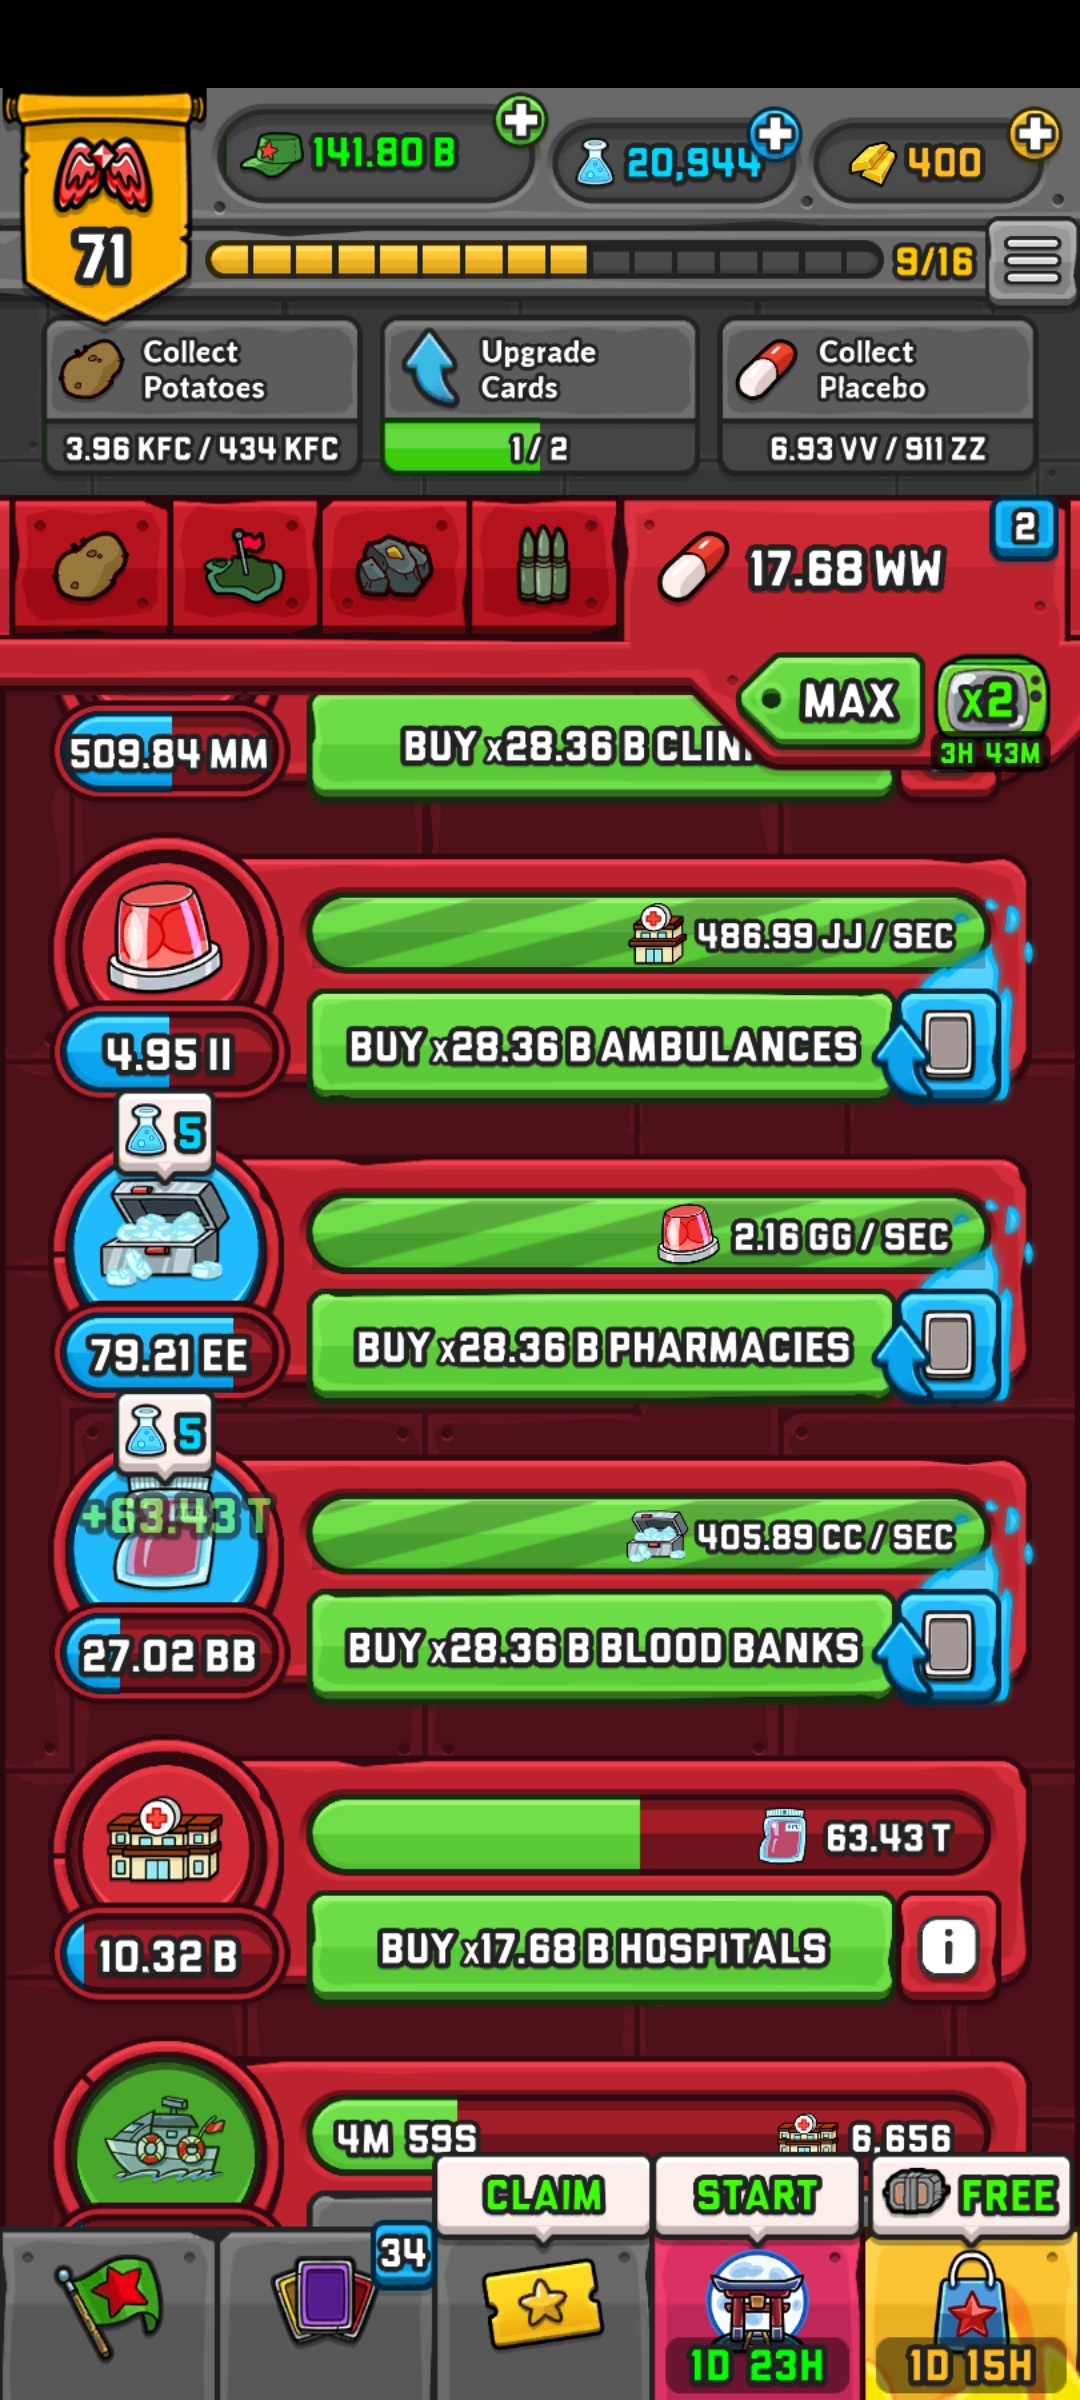 141.80 B
20,944
400
71
9/16
Collect
Potatoes
3.96 KFC / 434 KFC
Upgrade
Cards
1 / 2
Collect
Placebo
6.93 VV / 911 ZZ
17.68 WW
2
MAX
x2
3H 43M
509.84 MM
BUY x28.36 B
486.99 JJ / SEC
4.95 II
BUY x28.36 B AMBULANCES
5
2.16 GG / SEC
79.21 EE
BUY x28.36 B PHARMACIES
5
+63.43 T
405.89 CC / SEC
27.02 BB
BUY x28.36 B BLOOD BANKS
63.43 T
10.32 B
BUY x17.68 B HOSPITALS
i
4M 59S
6,656
CLAIM
START
FREE
34
1D 23H
1D 15H